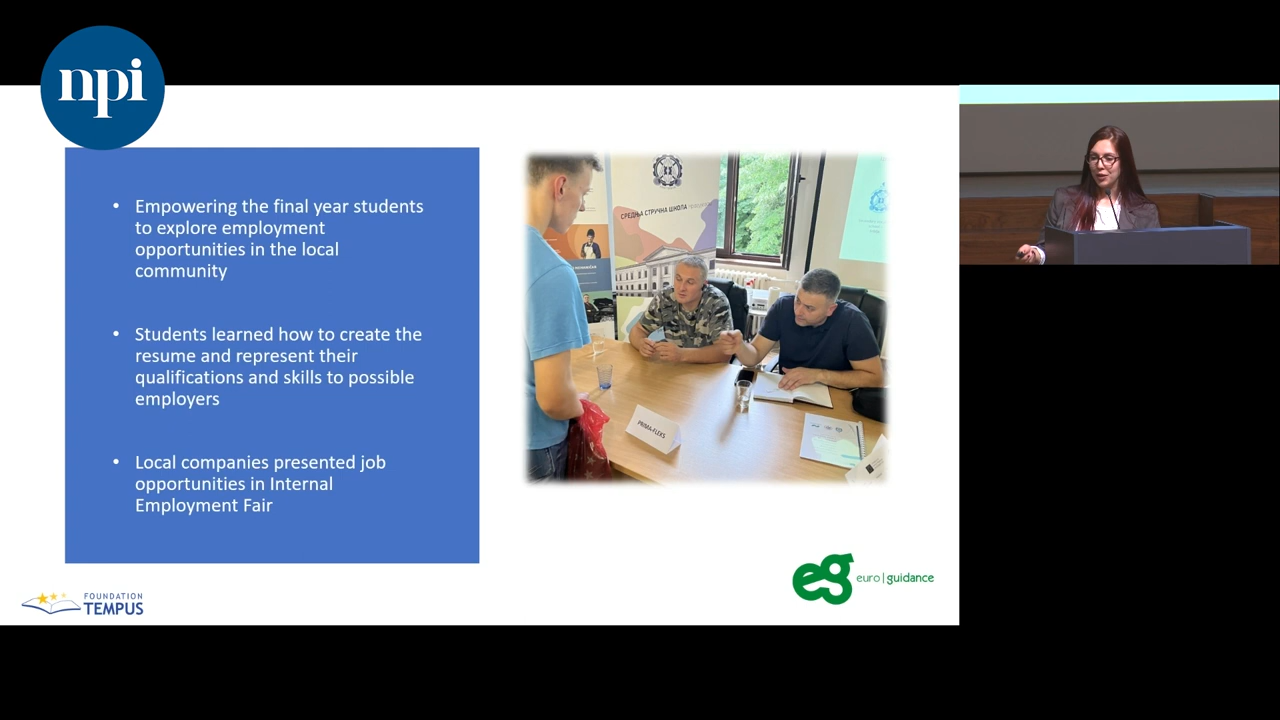 npi
• Empowering the final year students
to explore employment
opportunities in the local
community
• Students learned how to create the
resume and represent their
qualifications and skills to possible
employers
• Local companies presented job
opportunities in Internal
Employment Fair
СРЕДЊА СТРУЧНА ШКОЛА
PRIMA-FLEKS
FOUNDATION
TEMPUS
eg euro|guidance